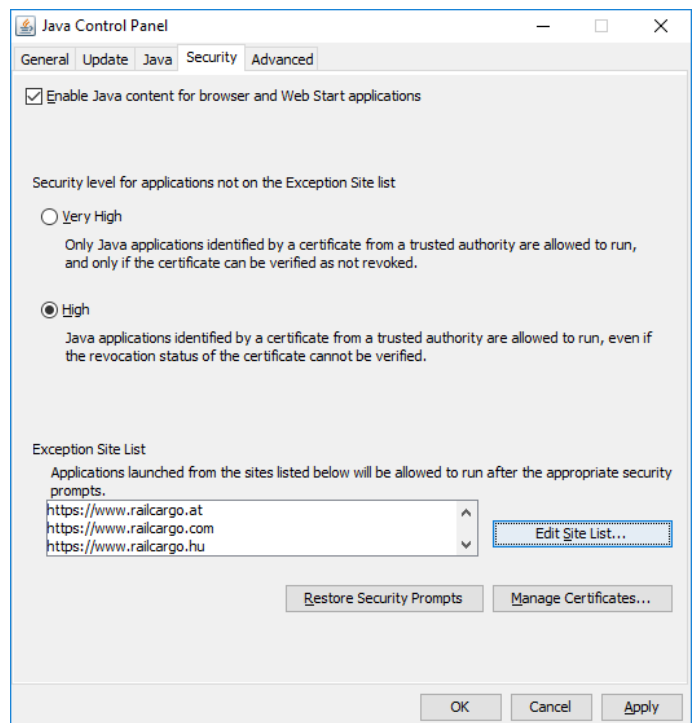 Java Control Panel
General Update Java Security Advanced
Enable Java content for browser and Web Start applications
Security level for applications not on the Exception Site list
Very High
Only Java applications identified by a certificate from a trusted authority are allowed to run,
and only if the certificate can be verified as not revoked.
High
Java applications identified by a certificate from a trusted authority are allowed to run, even if
the revocation status of the certificate cannot be verified.
Exception Site List
Applications launched from the sites listed below will be allowed to run after the appropriate security
prompts.
https://www.railcargo.at
https://www.railcargo.com
https://www.railcargo.hu
Edit Site List...
Restore Security Prompts Manage Certificates...
OK Cancel Apply